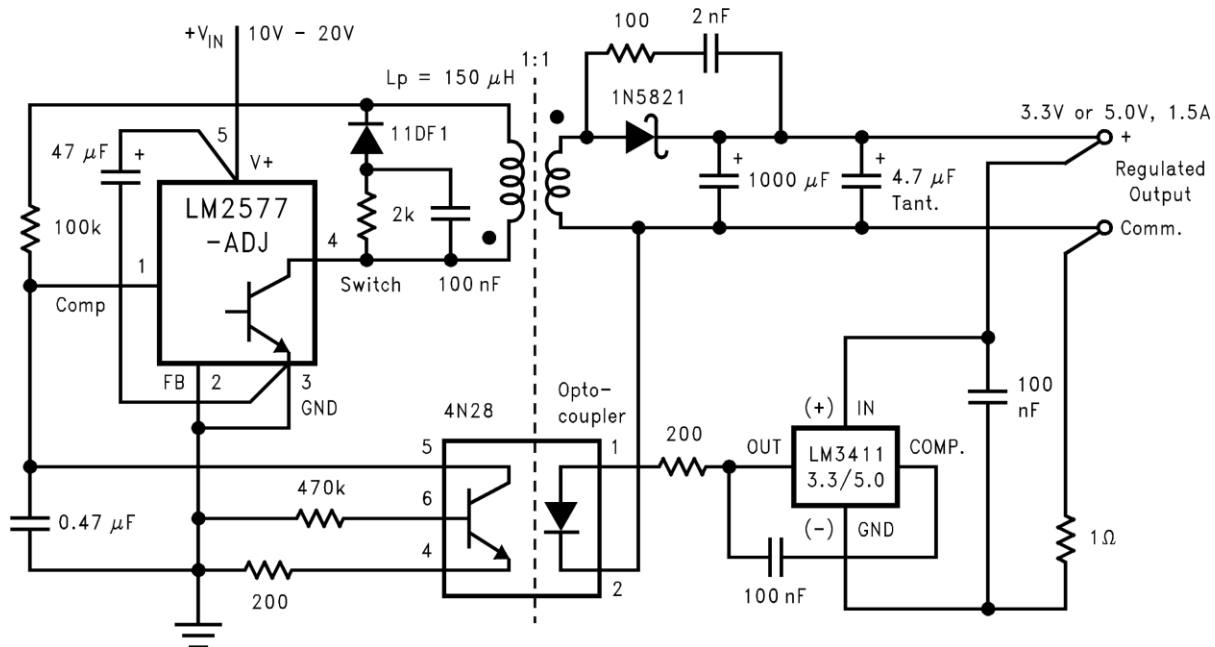 +VIN 10V - 20V
Lp = 150 μH
1:1
100
2 nF
1N5821
3.3V or 5.0V, 1.5A
+
Regulated
Output
Comm.
47 μF
+
5
V+
11DF1
2k
100 nF
100k
LM2577
-ADJ
4
Switch
1
Comp
FB
2
3
GND
+
1000 μF
+
4.7 μF
Tant.
4N28
Opto-
coupler
5
6
4
1
2
470k
200
0.47 μF
200
OUT
(+)
IN
LM3411
3.3/5.0
COMP.
(-)
GND
100 nF
100
nF
1Ω